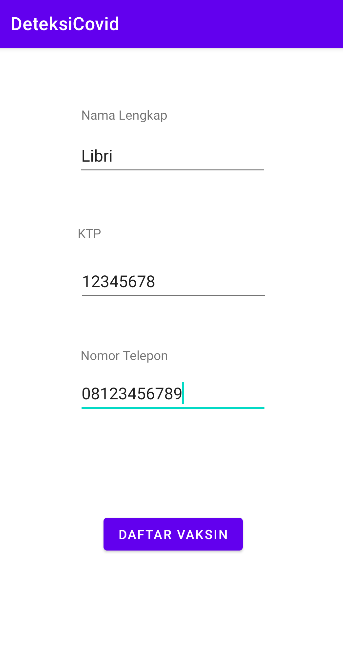 DeteksiCovid
Nama Lengkap
Libri
KTP
12345678
Nomor Telepon
08123456789
DAFTAR VAKSIN